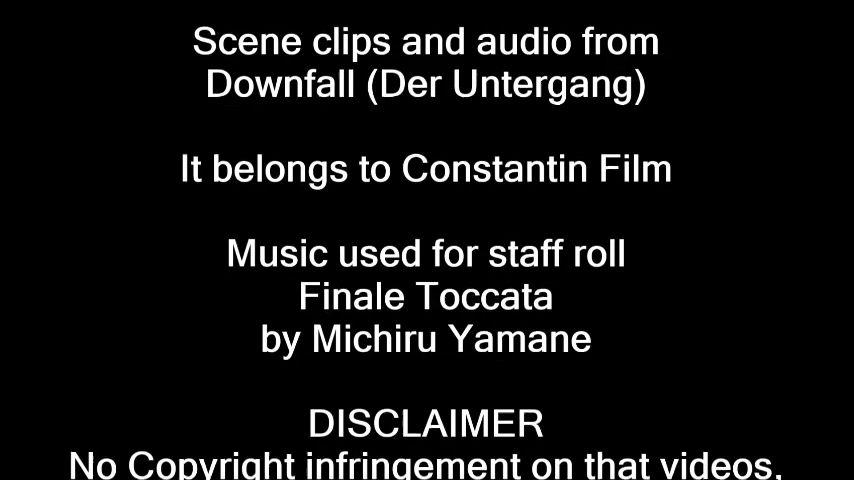 Scene clips and audio from
Downfall (Der Untergang)
It belongs to Constantin Film
Music used for staff roll
Finale Toccata
by Michiru Yamane
DISCLAIMER
No Copyright infringement on that videos,